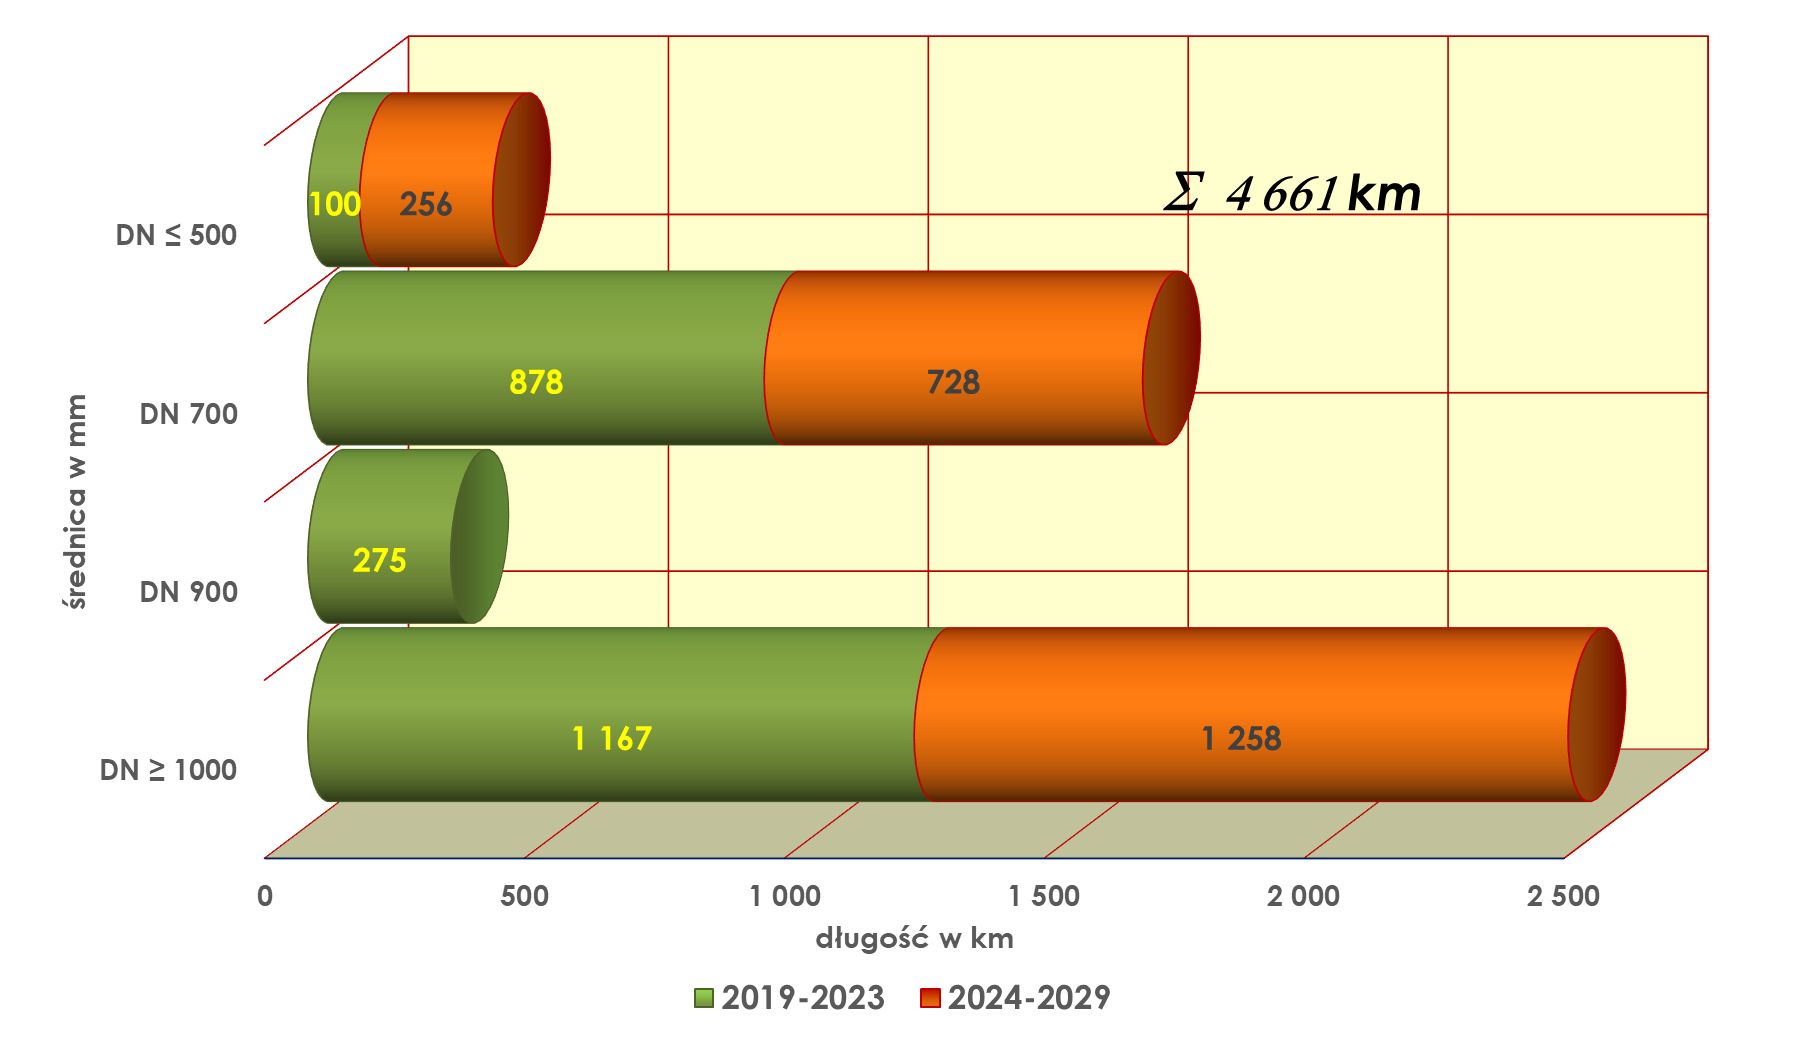 Σ 4 661 km
DN ≤ 500
100
256
DN 700
878
728
DN 900
275
DN ≥ 1000
1 167
1 258
średnica w mm
0 500 1 000 1 500 2 000 2 500
długość w km
2019-2023 2024-2029